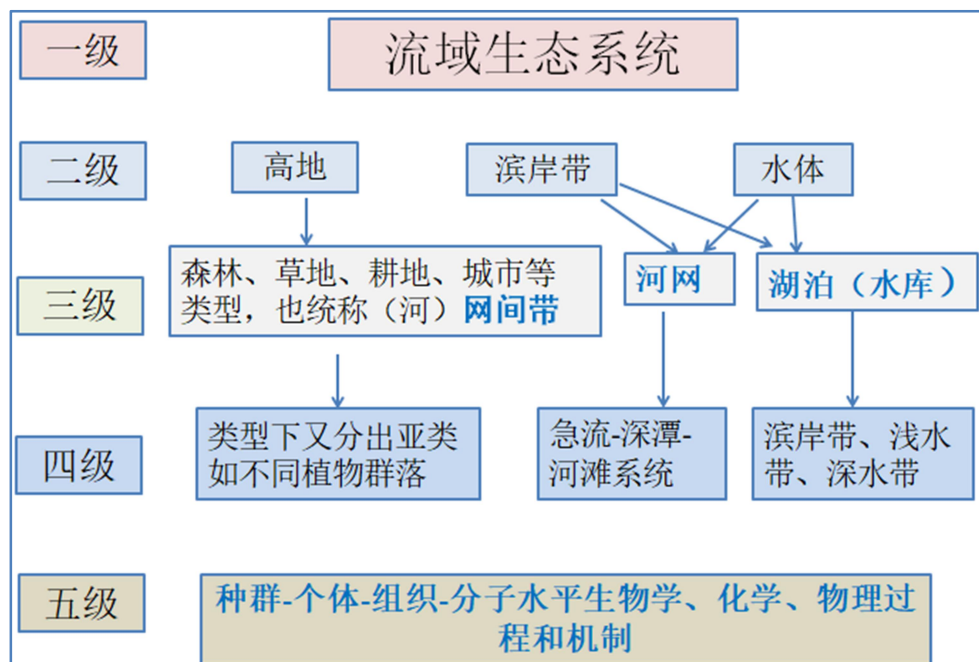 一级
流域生态系统
二级
高地
滨岸带
水体
三级
森林、草地、耕地、城市等
类型，也统称（河）网间带
河网
湖泊（水库）
四级
类型下又分出亚类
如不同植物群落
急流-深潭-
河滩系统
滨岸带、浅水
带、深水带
五级
种群-个体-组织-分子水平生物学、化学、物理过
程和机制